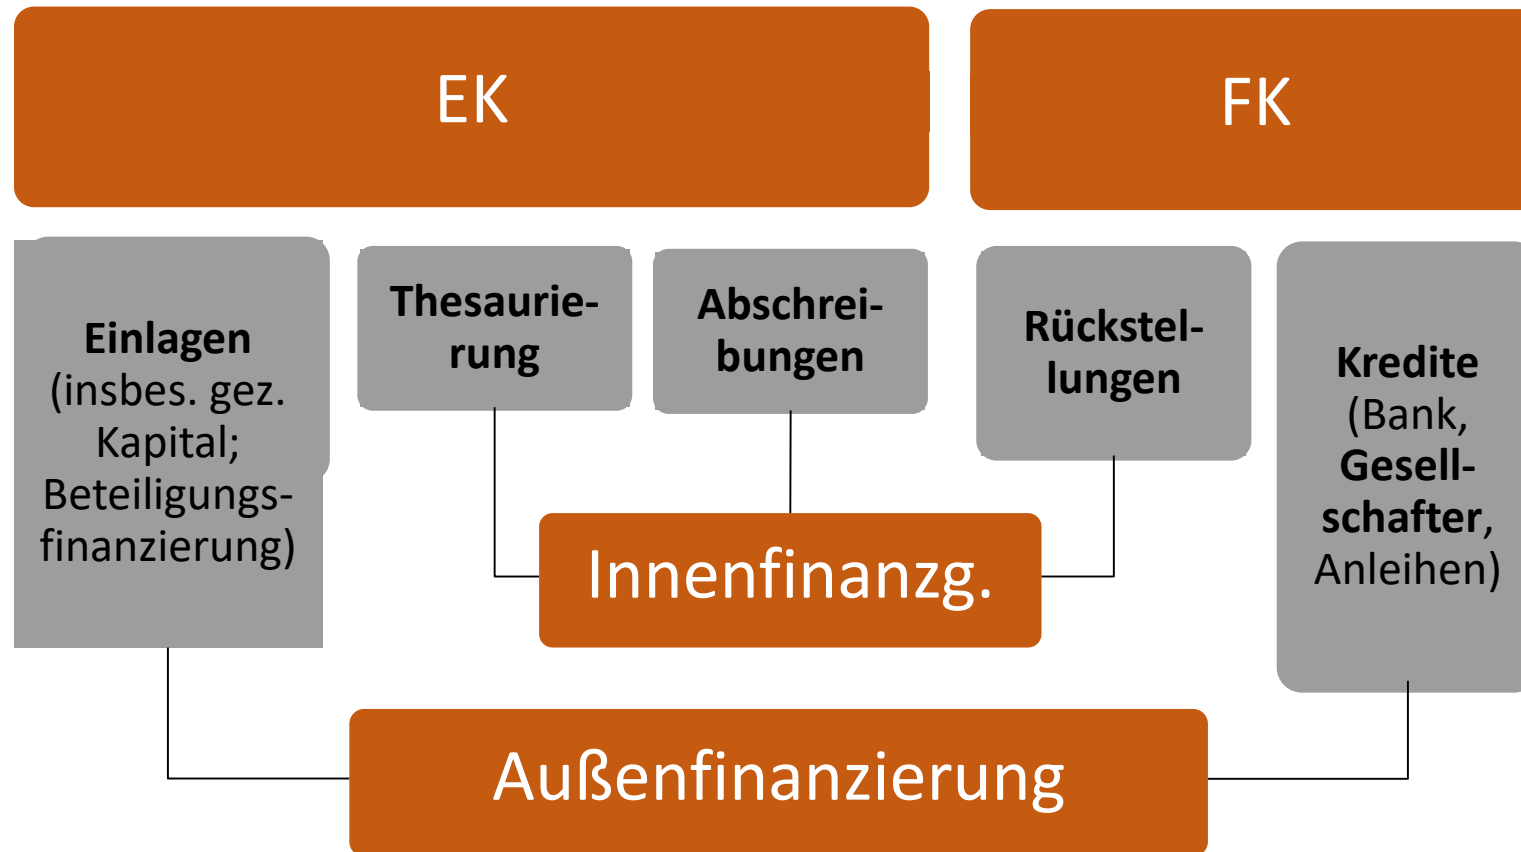 EK
FK
Einlagen
(insbes. gez.
Kapital;
Beteiligungs-
finanzierung)
Thesaurie-
rung
Abschrei-
bungen
Rückstel-
lungen
Kredite
(Bank,
Gesell-
schafter,
Anleihen)
Innenfinanzg.
Außenfinanzierung